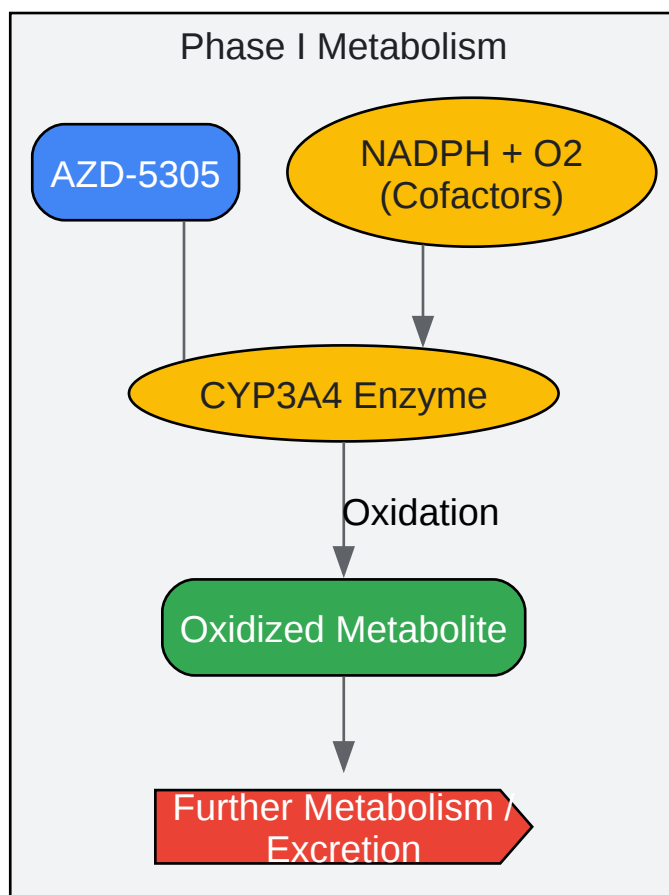 Phase I Metabolism
AZD-5305
NADPH + O2
(Cofactors)
CYP3A4 Enzyme
Oxidation
Oxidized Metabolite
Further Metabolism /
Excretion